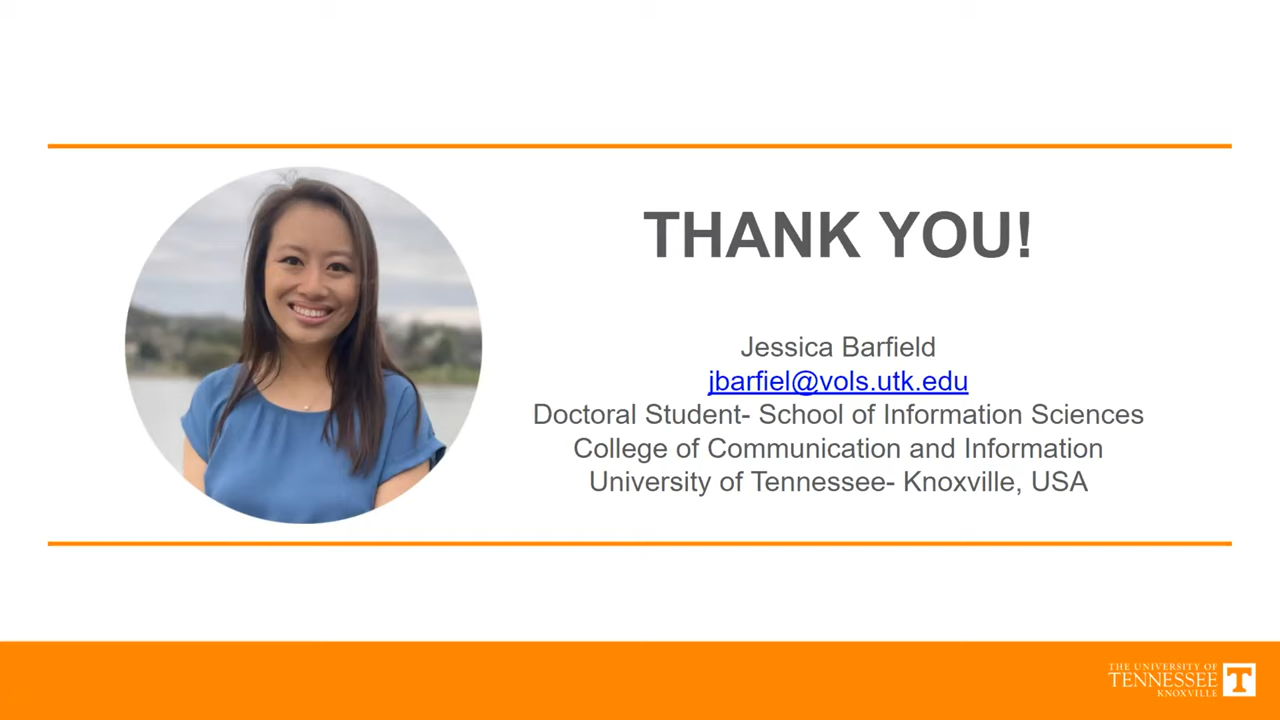 THANK YOU!
Jessica Barfield
jbarfiel@vols.utk.edu
Doctoral Student- School of Information Sciences
College of Communication and Information
University of Tennessee- Knoxville, USA
THE UNIVERSITY OF
TENNESSEE
KNOXVILLE
T